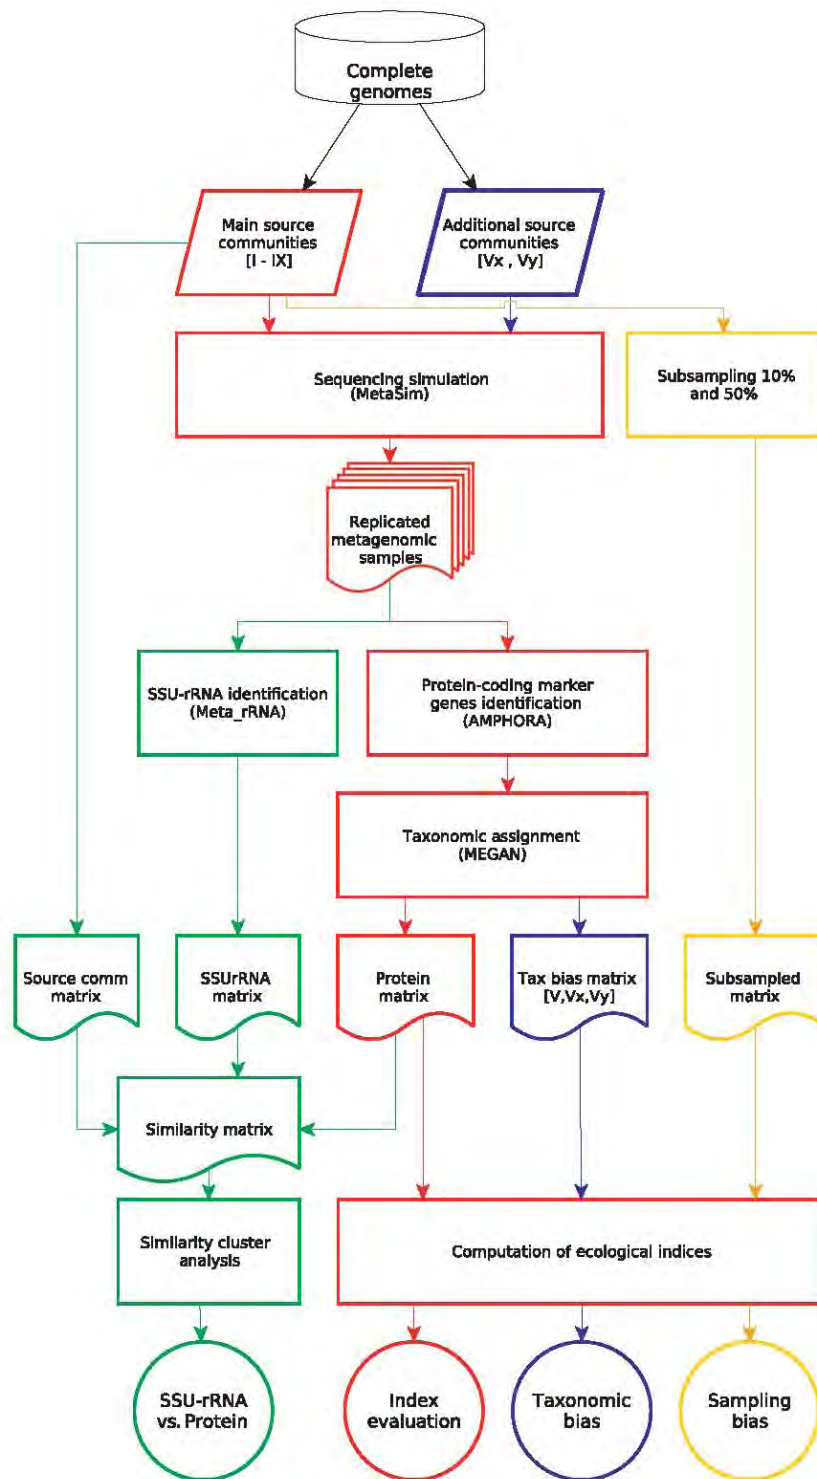 Complete
genomes
Main source
communities
[I - IX]
Additional source
communities
[Vx , Vy]
Sequencing simulation
(MetaSim)
Subsampling 10%
and 50%
Replicated
metagenomic
samples
SSU-rRNA identification
(Meta_rRNA)
Protein-coding marker
genes identification
(AMPHORA)
Taxonomic assignment
(MEGAN)
Source comm
matrix
SSUrRNA
matrix
Protein
matrix
Tax bias matrix
[V,Vx,Vy]
Subsampled
matrix
Similarity matrix
Similarity cluster
analysis
Computation of ecological indices
SSU-rRNA
vs. Protein
Index
evaluation
Taxonomic
bias
Sampling
bias